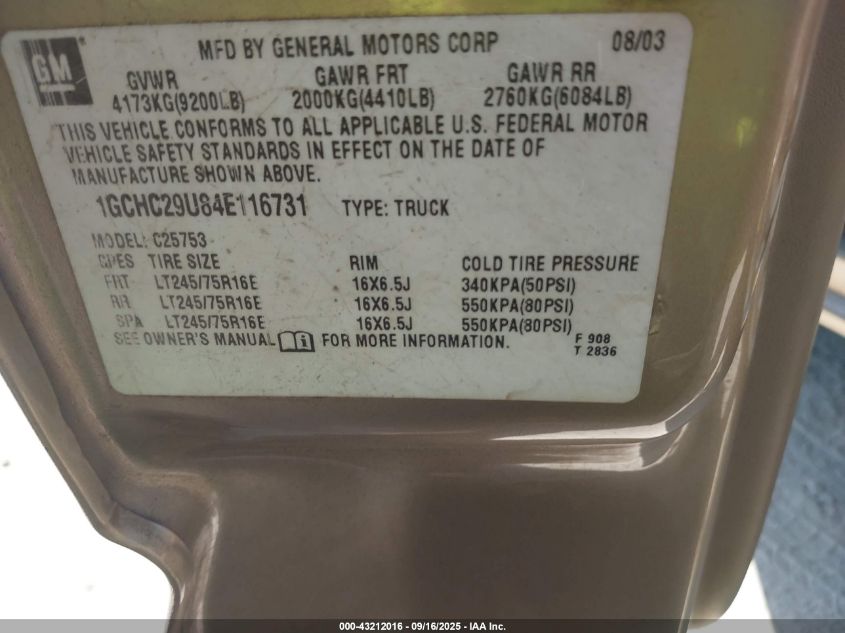 GM
MFD BY GENERAL MOTORS CORP 08/03
GVWR GAWR FRT GAWR RR
4173KG(9200LB) 2000KG(4410LB) 2760KG(6084LB)
THIS VEHICLE CONFORMS TO ALL APPLICABLE U.S. FEDERAL MOTOR
VEHICLE SAFETY STANDARDS IN EFFECT ON THE DATE OF
MANUFACTURE SHOWN ABOVE.
1GCHC29U84E116731 TYPE: TRUCK
MODEL: C25753
TIRE SIZE RIM COLD TIRE PRESSURE
FRT LT245/75R16E 16X6.5J 340KPA(50PSI)
RR LT245/75R16E 16X6.5J 550KPA(80PSI)
SPA LT245/75R16E 16X6.5J 550KPA(80PSI)
SEE OWNER'S MANUAL FOR MORE INFORMATION.
F 908
T 2836
000-43212016 - 09/16/2025 - IAA Inc.